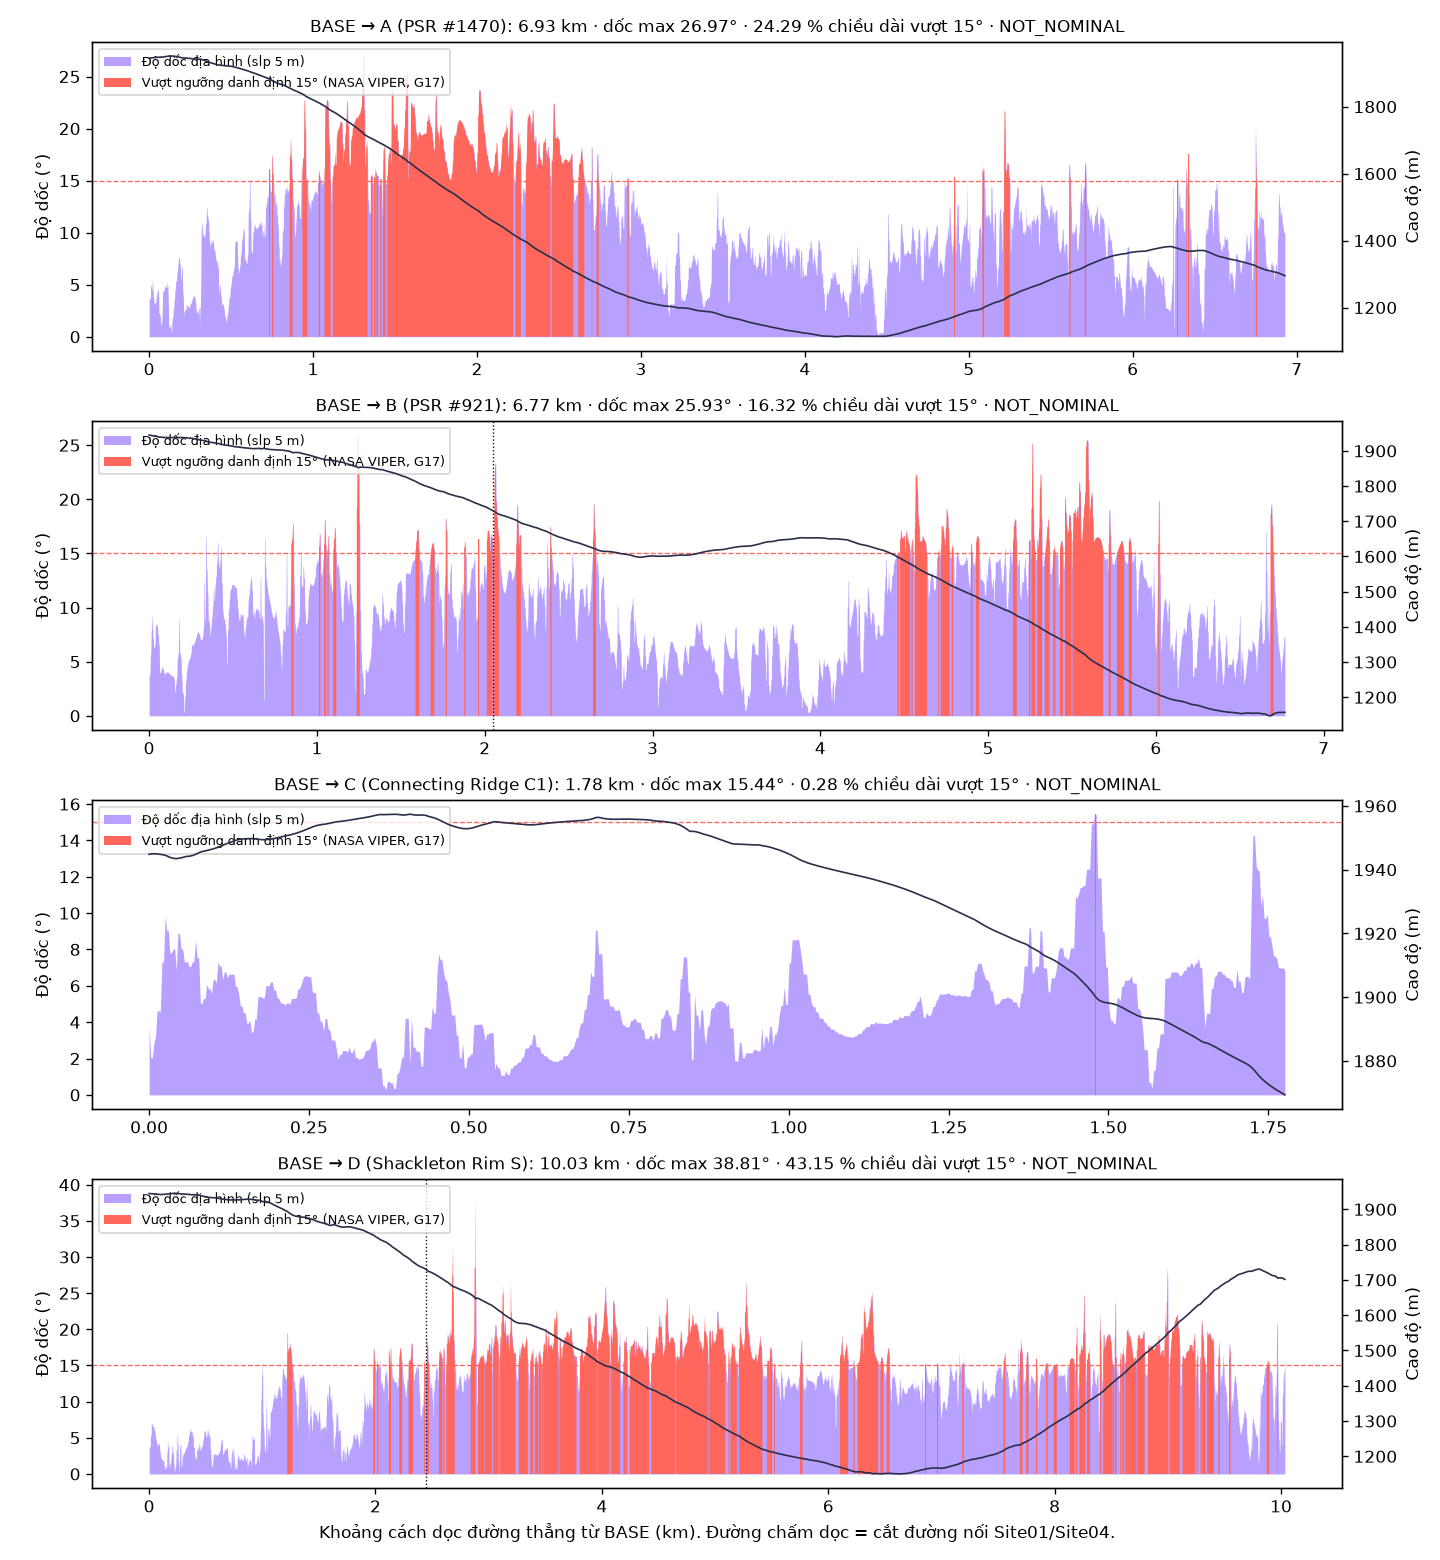 BASE → A (PSR #1470): 6.93 km · dốc max 26.97° · 24.29 % chiều dài vượt 15° · NOT_NOMINAL
Độ dốc địa hình (slp 5 m)
Vượt ngưỡng danh định 15° (NASA VIPER, G17)
Độ dốc (°)
25
20
15
10
5
0
1800
1600
1400
1200
Cao độ (m)
0 1 2 3 4 5 6 7
BASE → B (PSR #921): 6.77 km · dốc max 25.93° · 16.32 % chiều dài vượt 15° · NOT_NOMINAL
Độ dốc địa hình (slp 5 m)
Vượt ngưỡng danh định 15° (NASA VIPER, G17)
Độ dốc (°)
25
20
15
10
5
0
1900
1800
1700
1600
1500
1400
1300
1200
Cao độ (m)
0 1 2 3 4 5 6 7
BASE → C (Connecting Ridge C1): 1.78 km · dốc max 15.44° · 0.28 % chiều dài vượt 15° · NOT_NOMINAL
Độ dốc địa hình (slp 5 m)
Vượt ngưỡng danh định 15° (NASA VIPER, G17)
Độ dốc (°)
16
14
12
10
8
6
4
2
0
1960
1940
1920
1900
1880
Cao độ (m)
0.00 0.25 0.50 0.75 1.00 1.25 1.50 1.75
BASE → D (Shackleton Rim S): 10.03 km · dốc max 38.81° · 43.15 % chiều dài vượt 15° · NOT_NOMINAL
Độ dốc địa hình (slp 5 m)
Vượt ngưỡng danh định 15° (NASA VIPER, G17)
Độ dốc (°)
40
35
30
25
20
15
10
5
0
1900
1800
1700
1600
1500
1400
1300
1200
Cao độ (m)
0 2 4 6 8 10
Khoảng cách dọc đường thẳng từ BASE (km). Đường chấm dọc = cắt đường nối Site01/Site04.